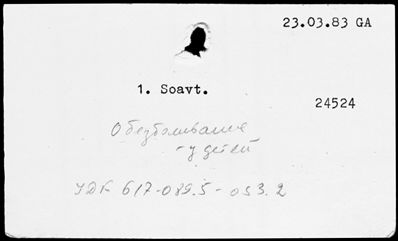 23.03.83 GA
1. Soavt.
24524
Обезболивание
- у детей
УДК 617-089.5-053.2